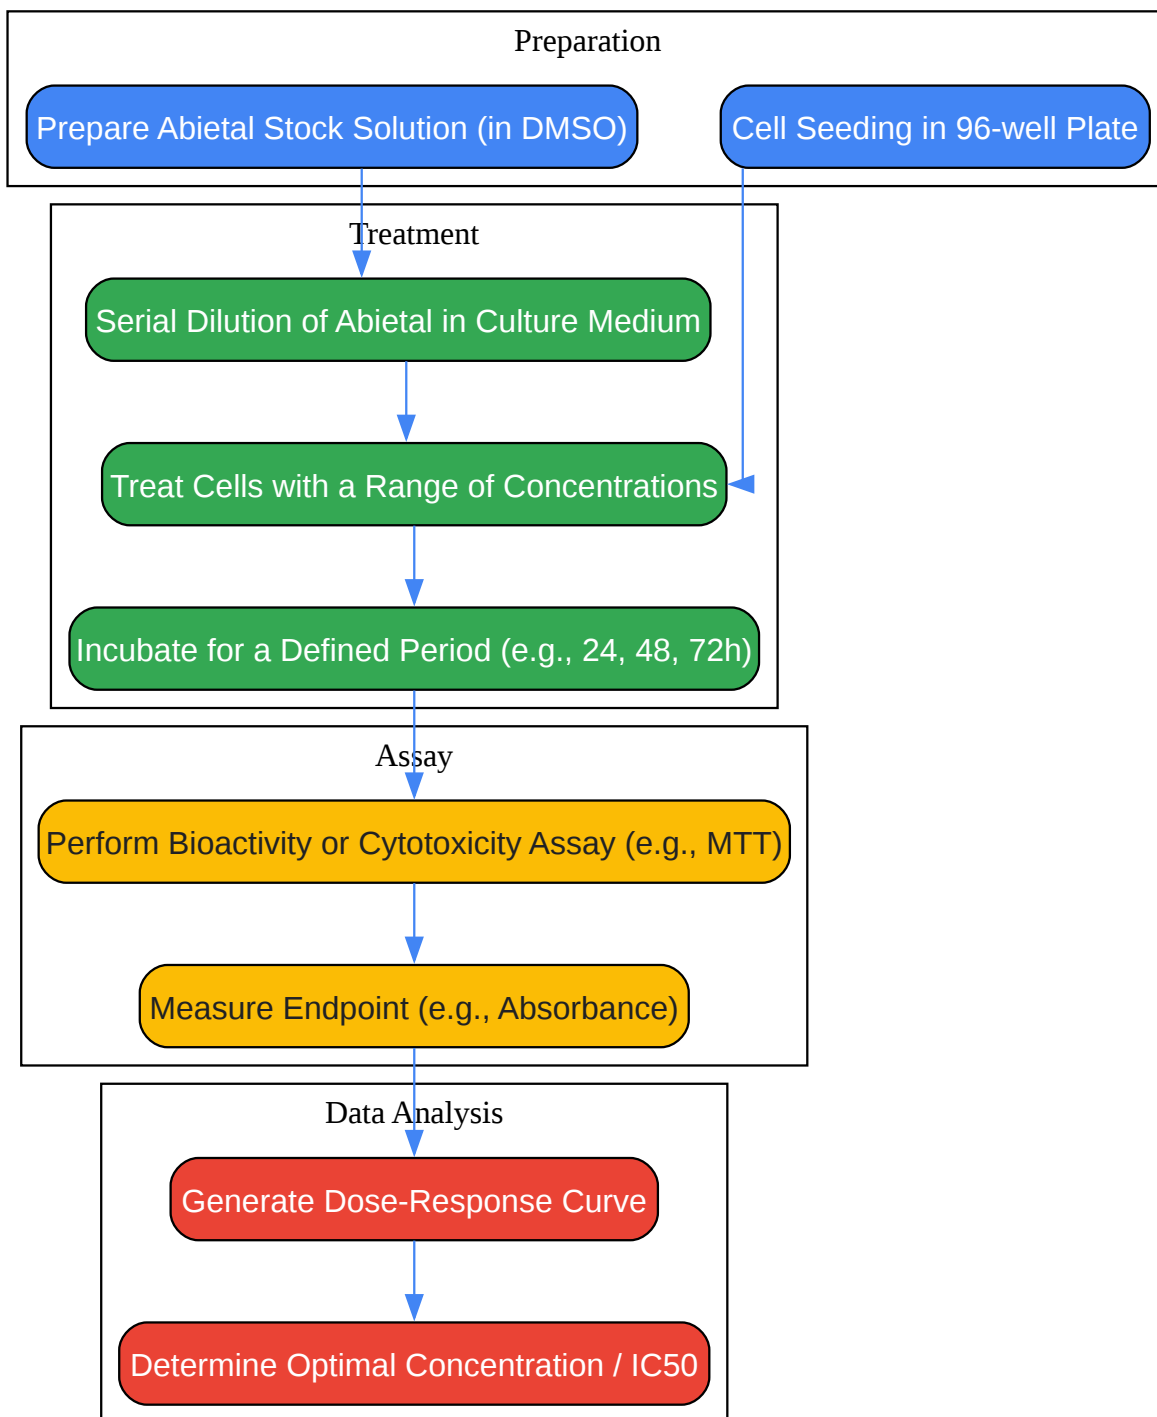 Preparation
Prepare Abietal Stock Solution (in DMSO)
Cell Seeding in 96-well Plate
Treatment
Serial Dilution of Abietal in Culture Medium
Treat Cells with a Range of Concentrations
Incubate for a Defined Period (e.g., 24, 48, 72h)
Assay
Perform Bioactivity or Cytotoxicity Assay (e.g., MTT)
Measure Endpoint (e.g., Absorbance)
Data Analysis
Generate Dose-Response Curve
Determine Optimal Concentration / IC50